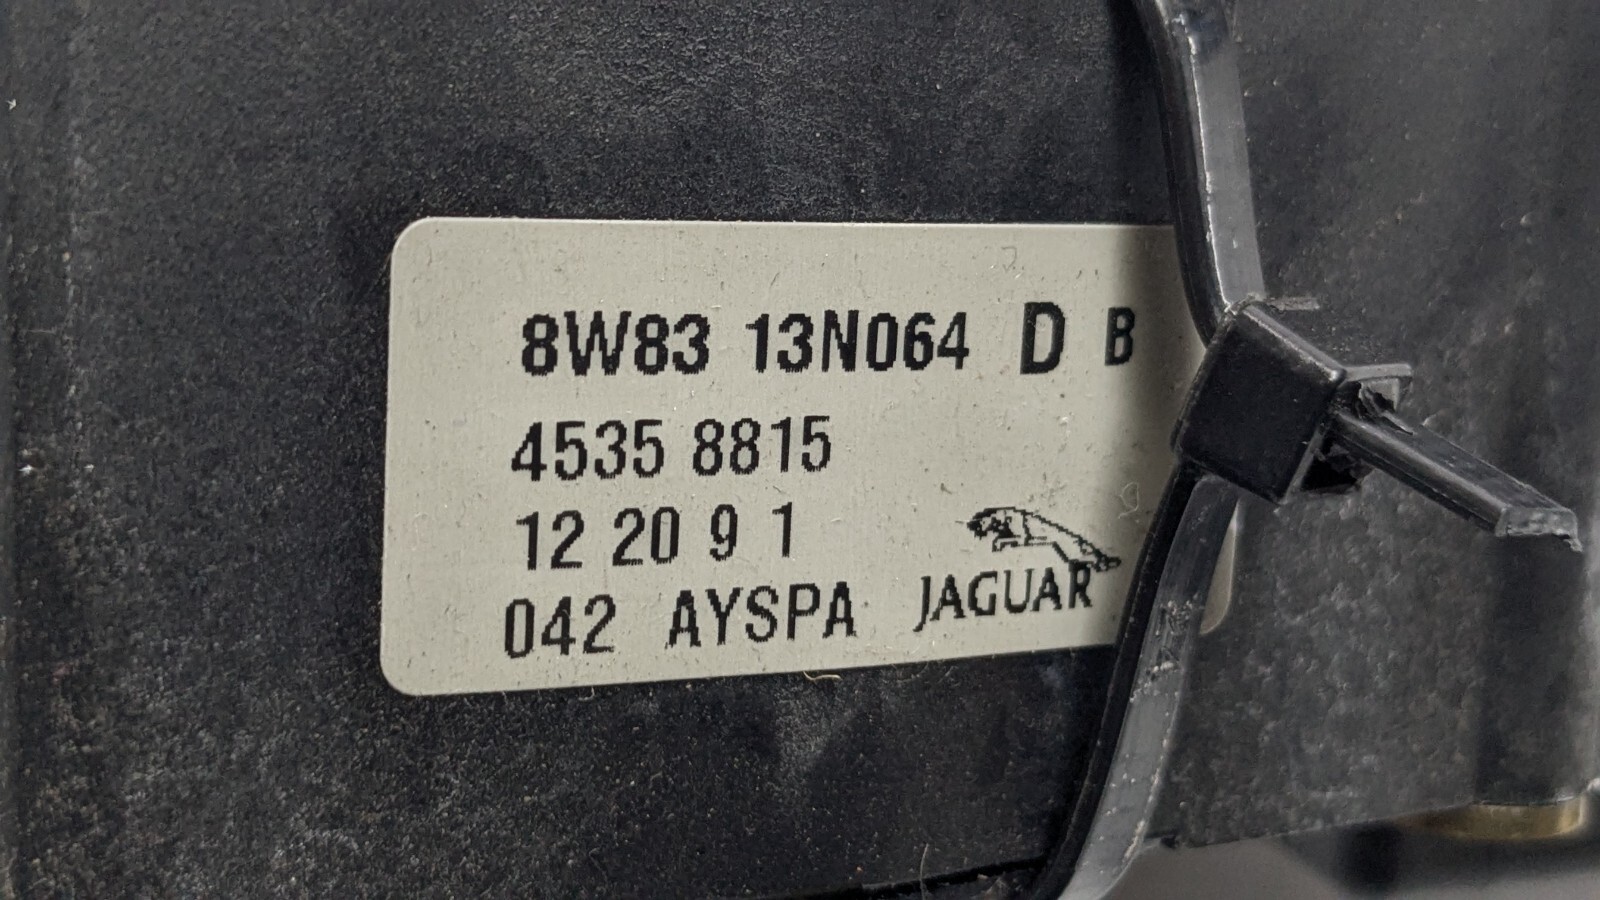 8W83 13N064 D B
4535 8815
12 20 9 1
042 AYSPA JAGUAR